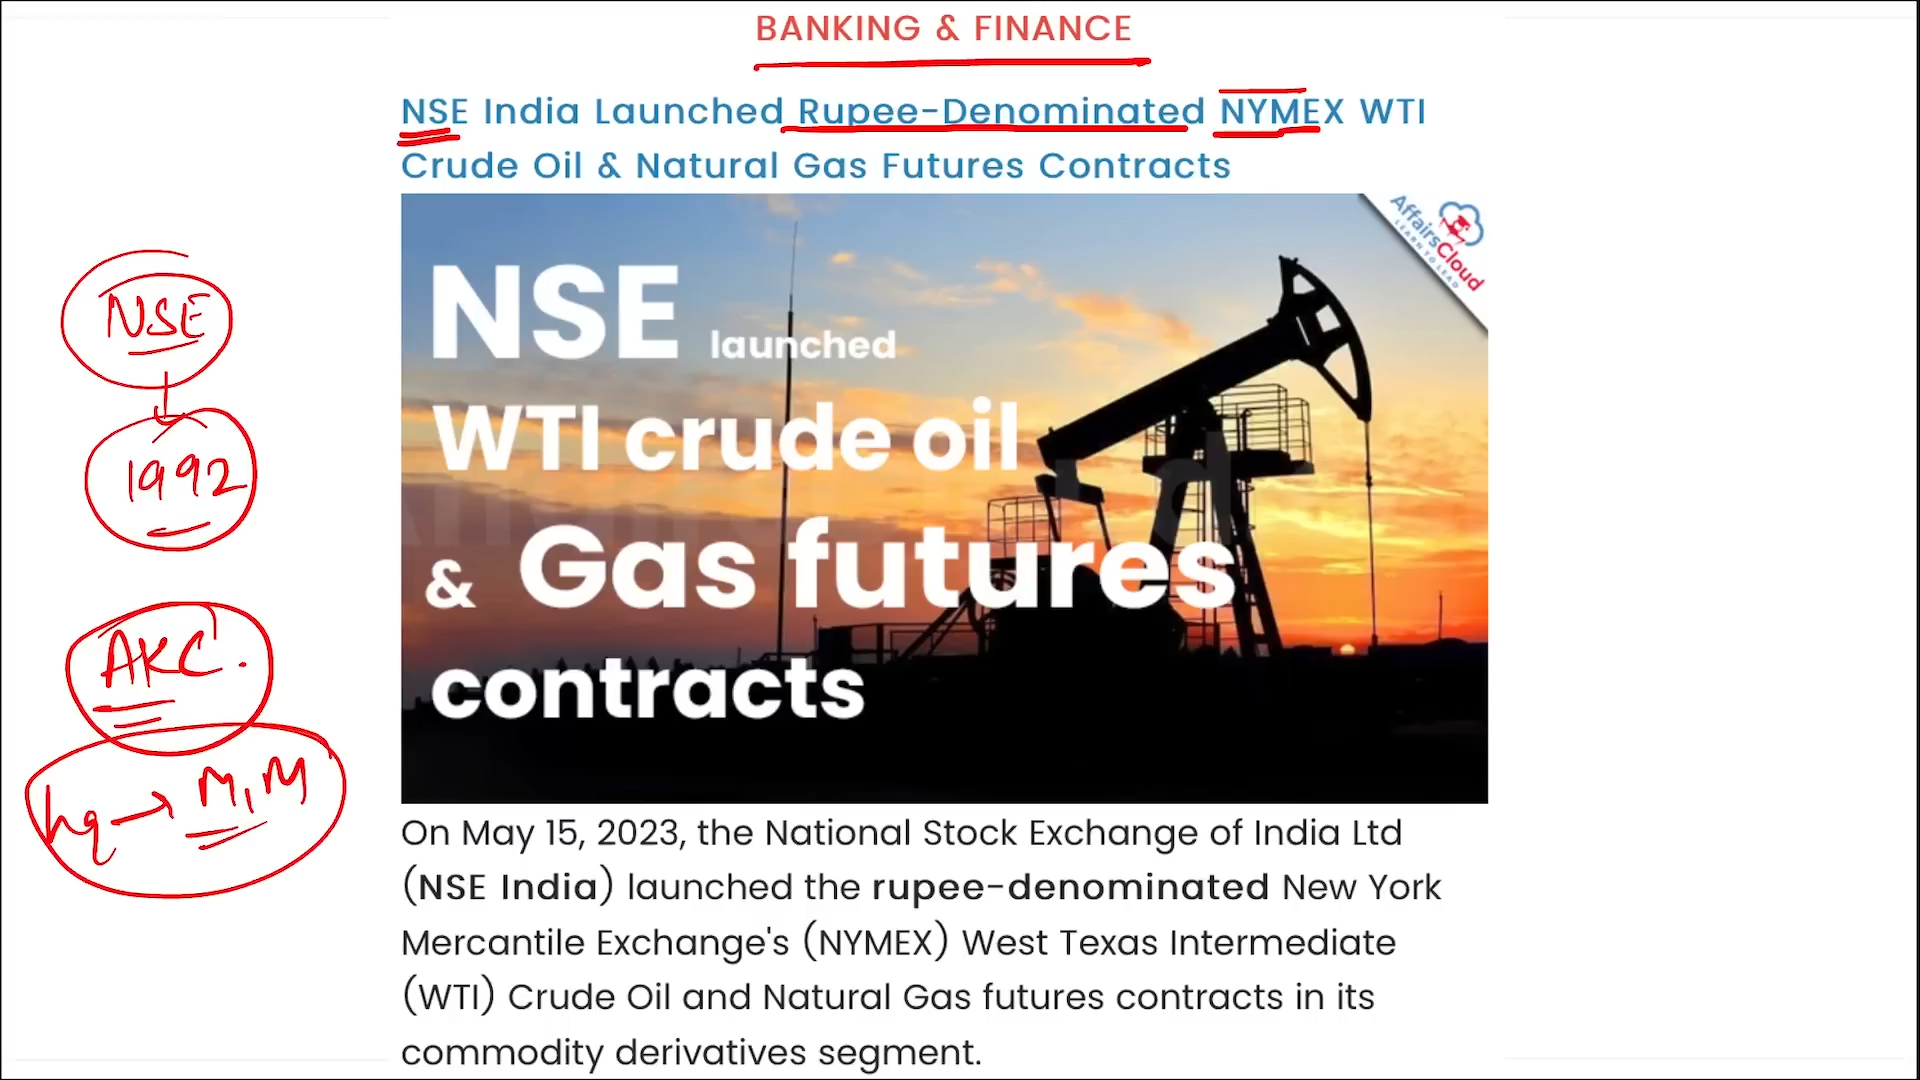 BANKING & FINANCE
NSE India Launched Rupee-Denominated NYMEX WTI
Crude Oil & Natural Gas Futures Contracts
AffairsCloud
LEARN TO LEAD
NSE launched
WTI crude oil
& Gas futures
contracts
NSE
1992
AKC.
hq → M,M
On May 15, 2023, the National Stock Exchange of India Ltd
(NSE India) launched the rupee-denominated New York
Mercantile Exchange's (NYMEX) West Texas Intermediate
(WTI) Crude Oil and Natural Gas futures contracts in its
commodity derivatives segment.